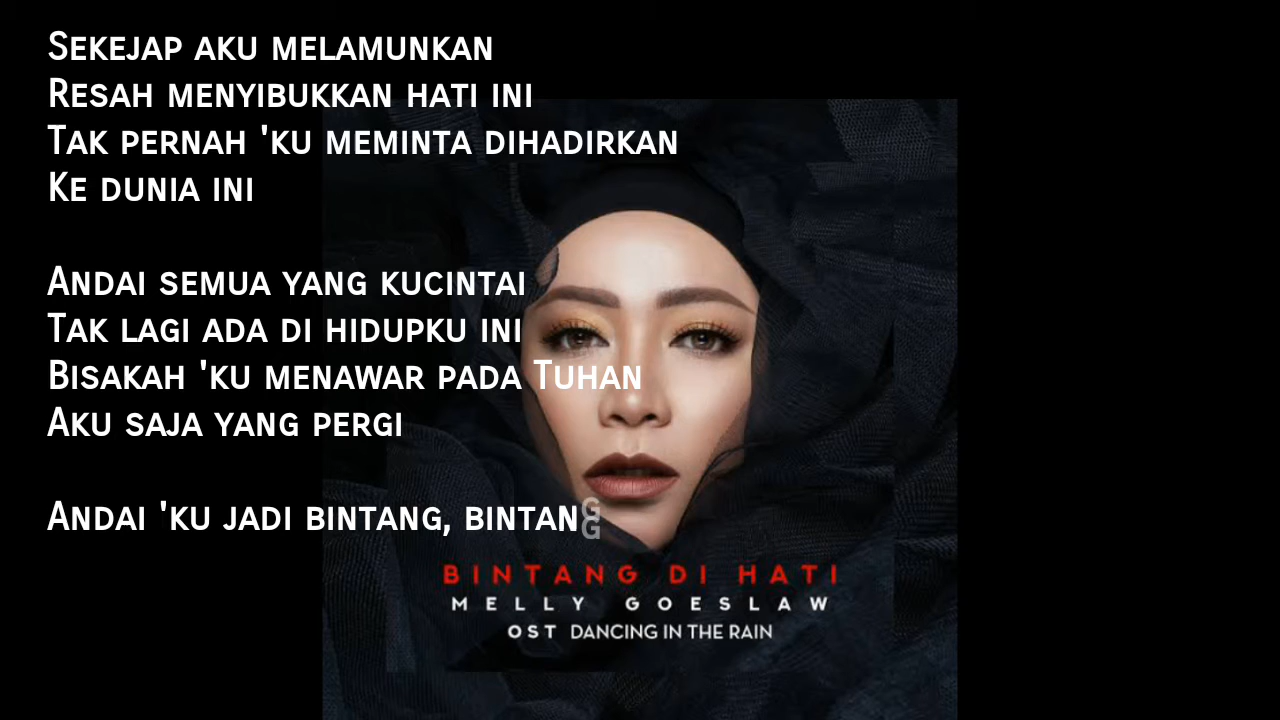 Sekejap aku melamunkan
Resah menyibukkan hati ini
Tak pernah 'ku meminta dihadirkan
Ke dunia ini
Andai semua yang kucintai
Tak lagi ada di hidupku ini
Bisakah 'ku menawar pada Tuhan
Aku saja yang pergi
Andai 'ku jadi bintang, bintang
BINTANG DI HATI
MELLY GOESLAW
OST DANCING IN THE RAIN